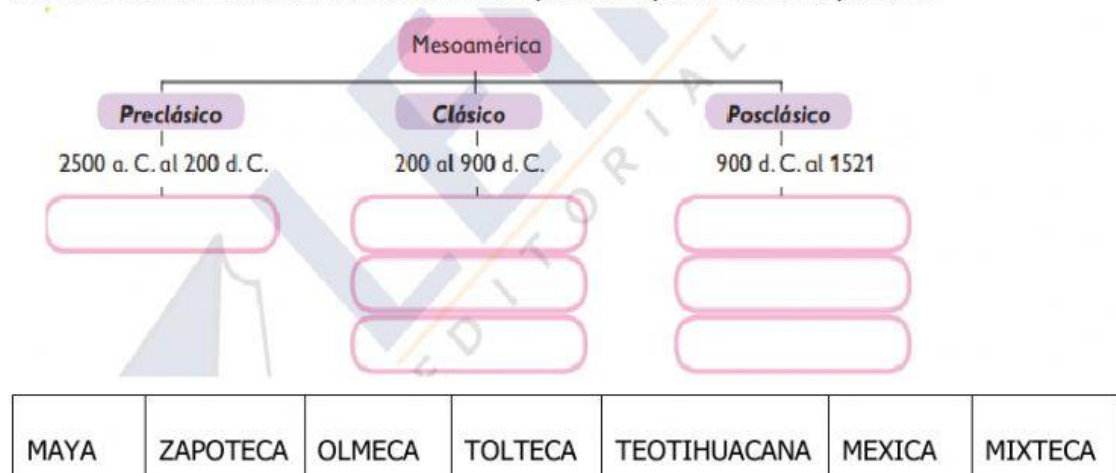 Mesoamérica
Preclásico
Clásico
Posclásico
2500 a. C. al 200 d. C.
200 al 900 d. C.
900 d. C. al 1521
EDITORIAL
MAYA
ZAPOTECA
OLMECA
TOLTECA
TEOTIHUACANA
MEXICA
MIXTECA